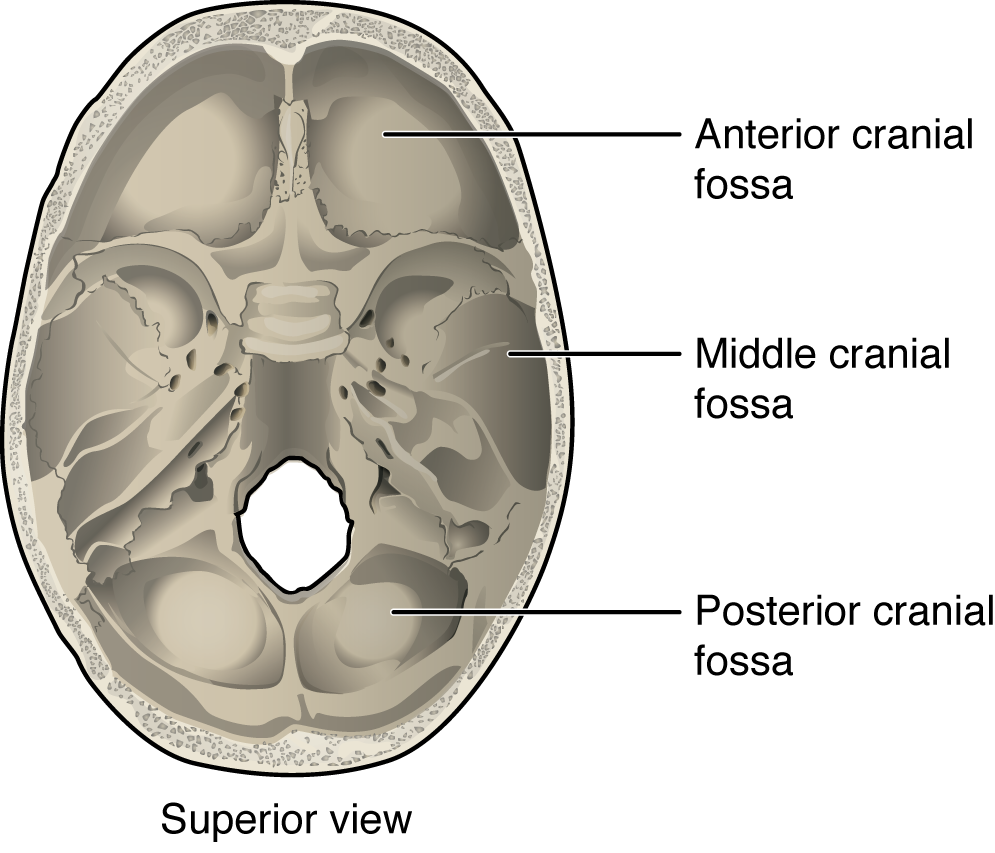 Anterior cranial
fossa
Middle cranial
fossa
Posterior cranial
fossa
Superior view